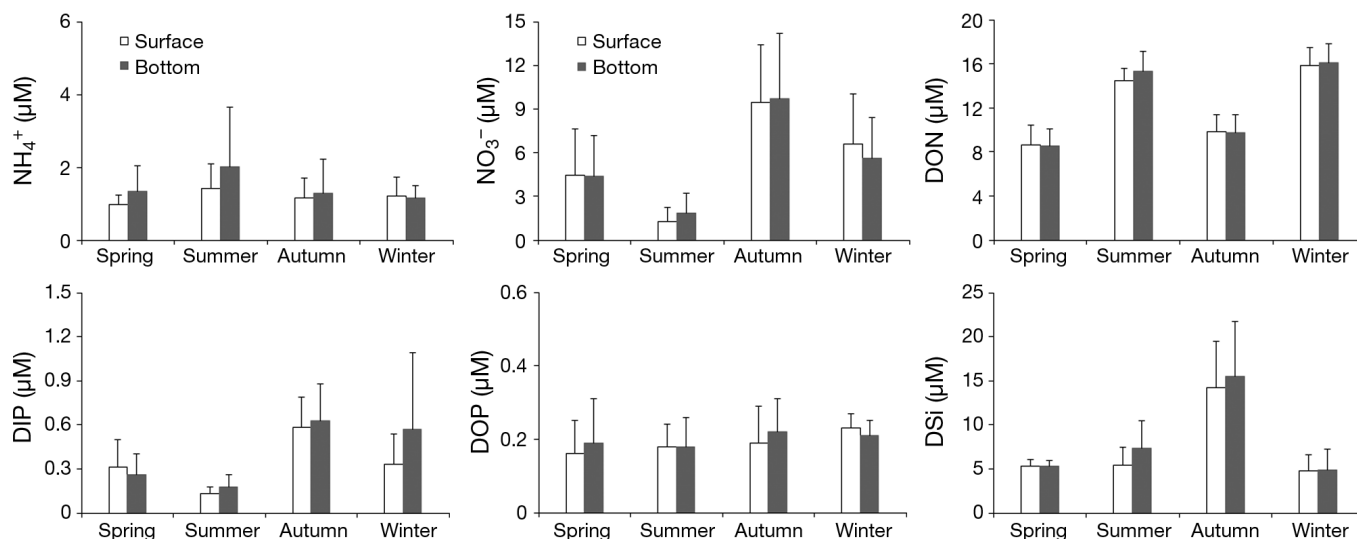 NH₄⁺ (µM)
6
4
2
0
Surface
Bottom
Spring Summer Autumn Winter
NO₃⁻ (µM)
15
12
9
6
3
0
Surface
Bottom
Spring Summer Autumn Winter
DON (µM)
20
16
12
8
4
0
Spring Summer Autumn Winter
DIP (µM)
1.5
1.2
0.9
0.6
0.3
0
Spring Summer Autumn Winter
DOP (µM)
0.6
0.4
0.2
0
Spring Summer Autumn Winter
DSi (µM)
25
20
15
10
5
0
Spring Summer Autumn Winter